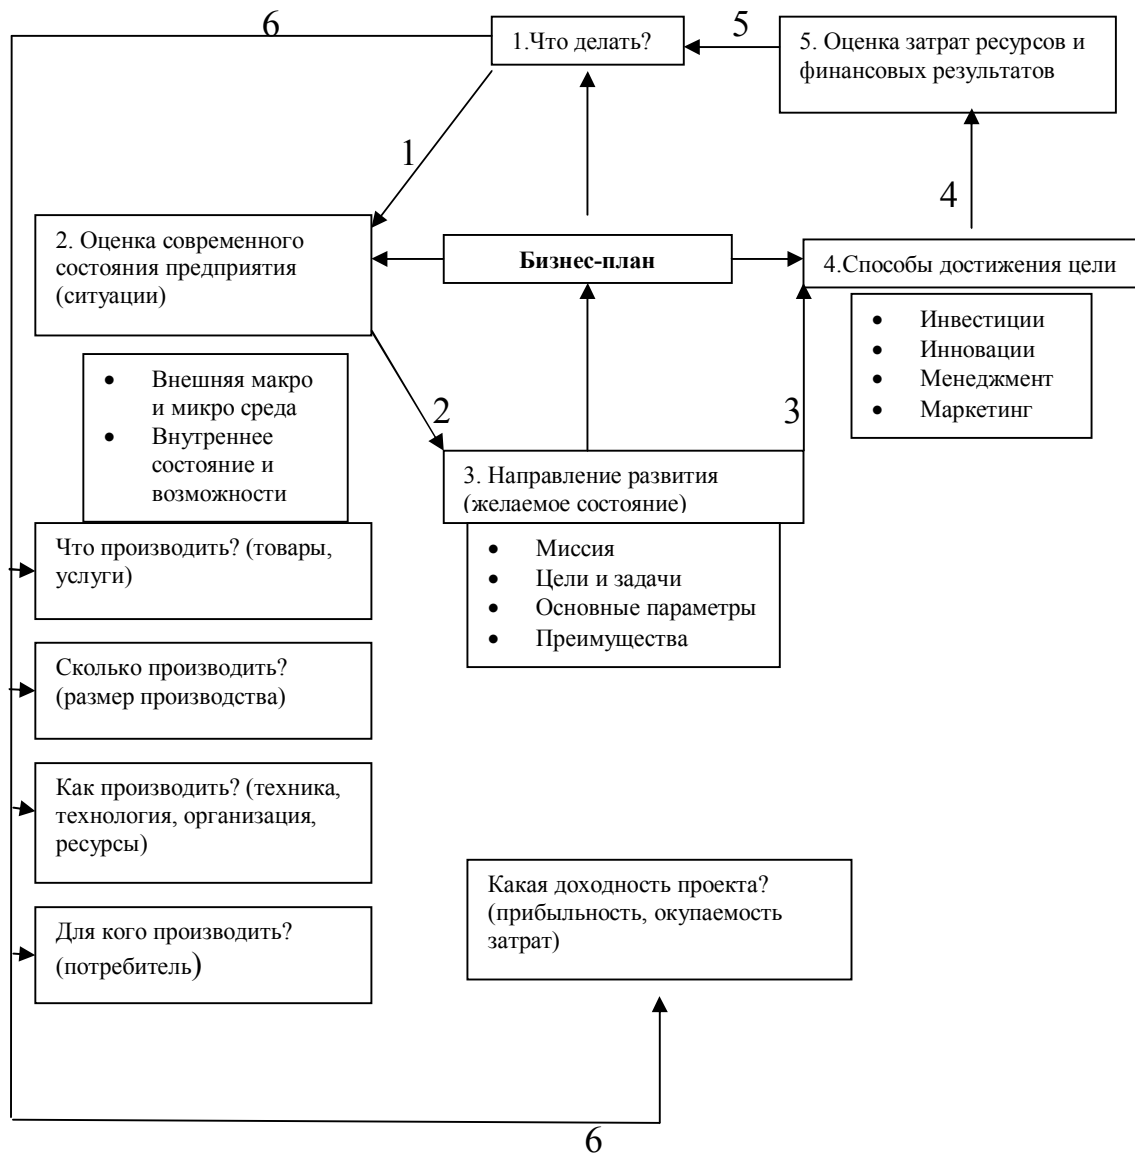 6
1.Что делать?
5
5. Оценка затрат ресурсов и
финансовых результатов
1
4
2. Оценка современного
состояния предприятия
(ситуации)
Бизнес-план
4.Способы достижения цели
• Инвестиции
• Инновации
• Менеджмент
• Маркетинг
• Внешняя макро
и микро среда
• Внутреннее
состояние и
возможности
2
3
3. Направление развития
(желаемое состояние)
• Миссия
• Цели и задачи
• Основные параметры
• Преимущества
Что производить? (товары,
услуги)
Сколько производить?
(размер производства)
Как производить? (техника,
технология, организация,
ресурсы)
Для кого производить?
(потребитель)
Какая доходность проекта?
(прибыльность, окупаемость
затрат)
6